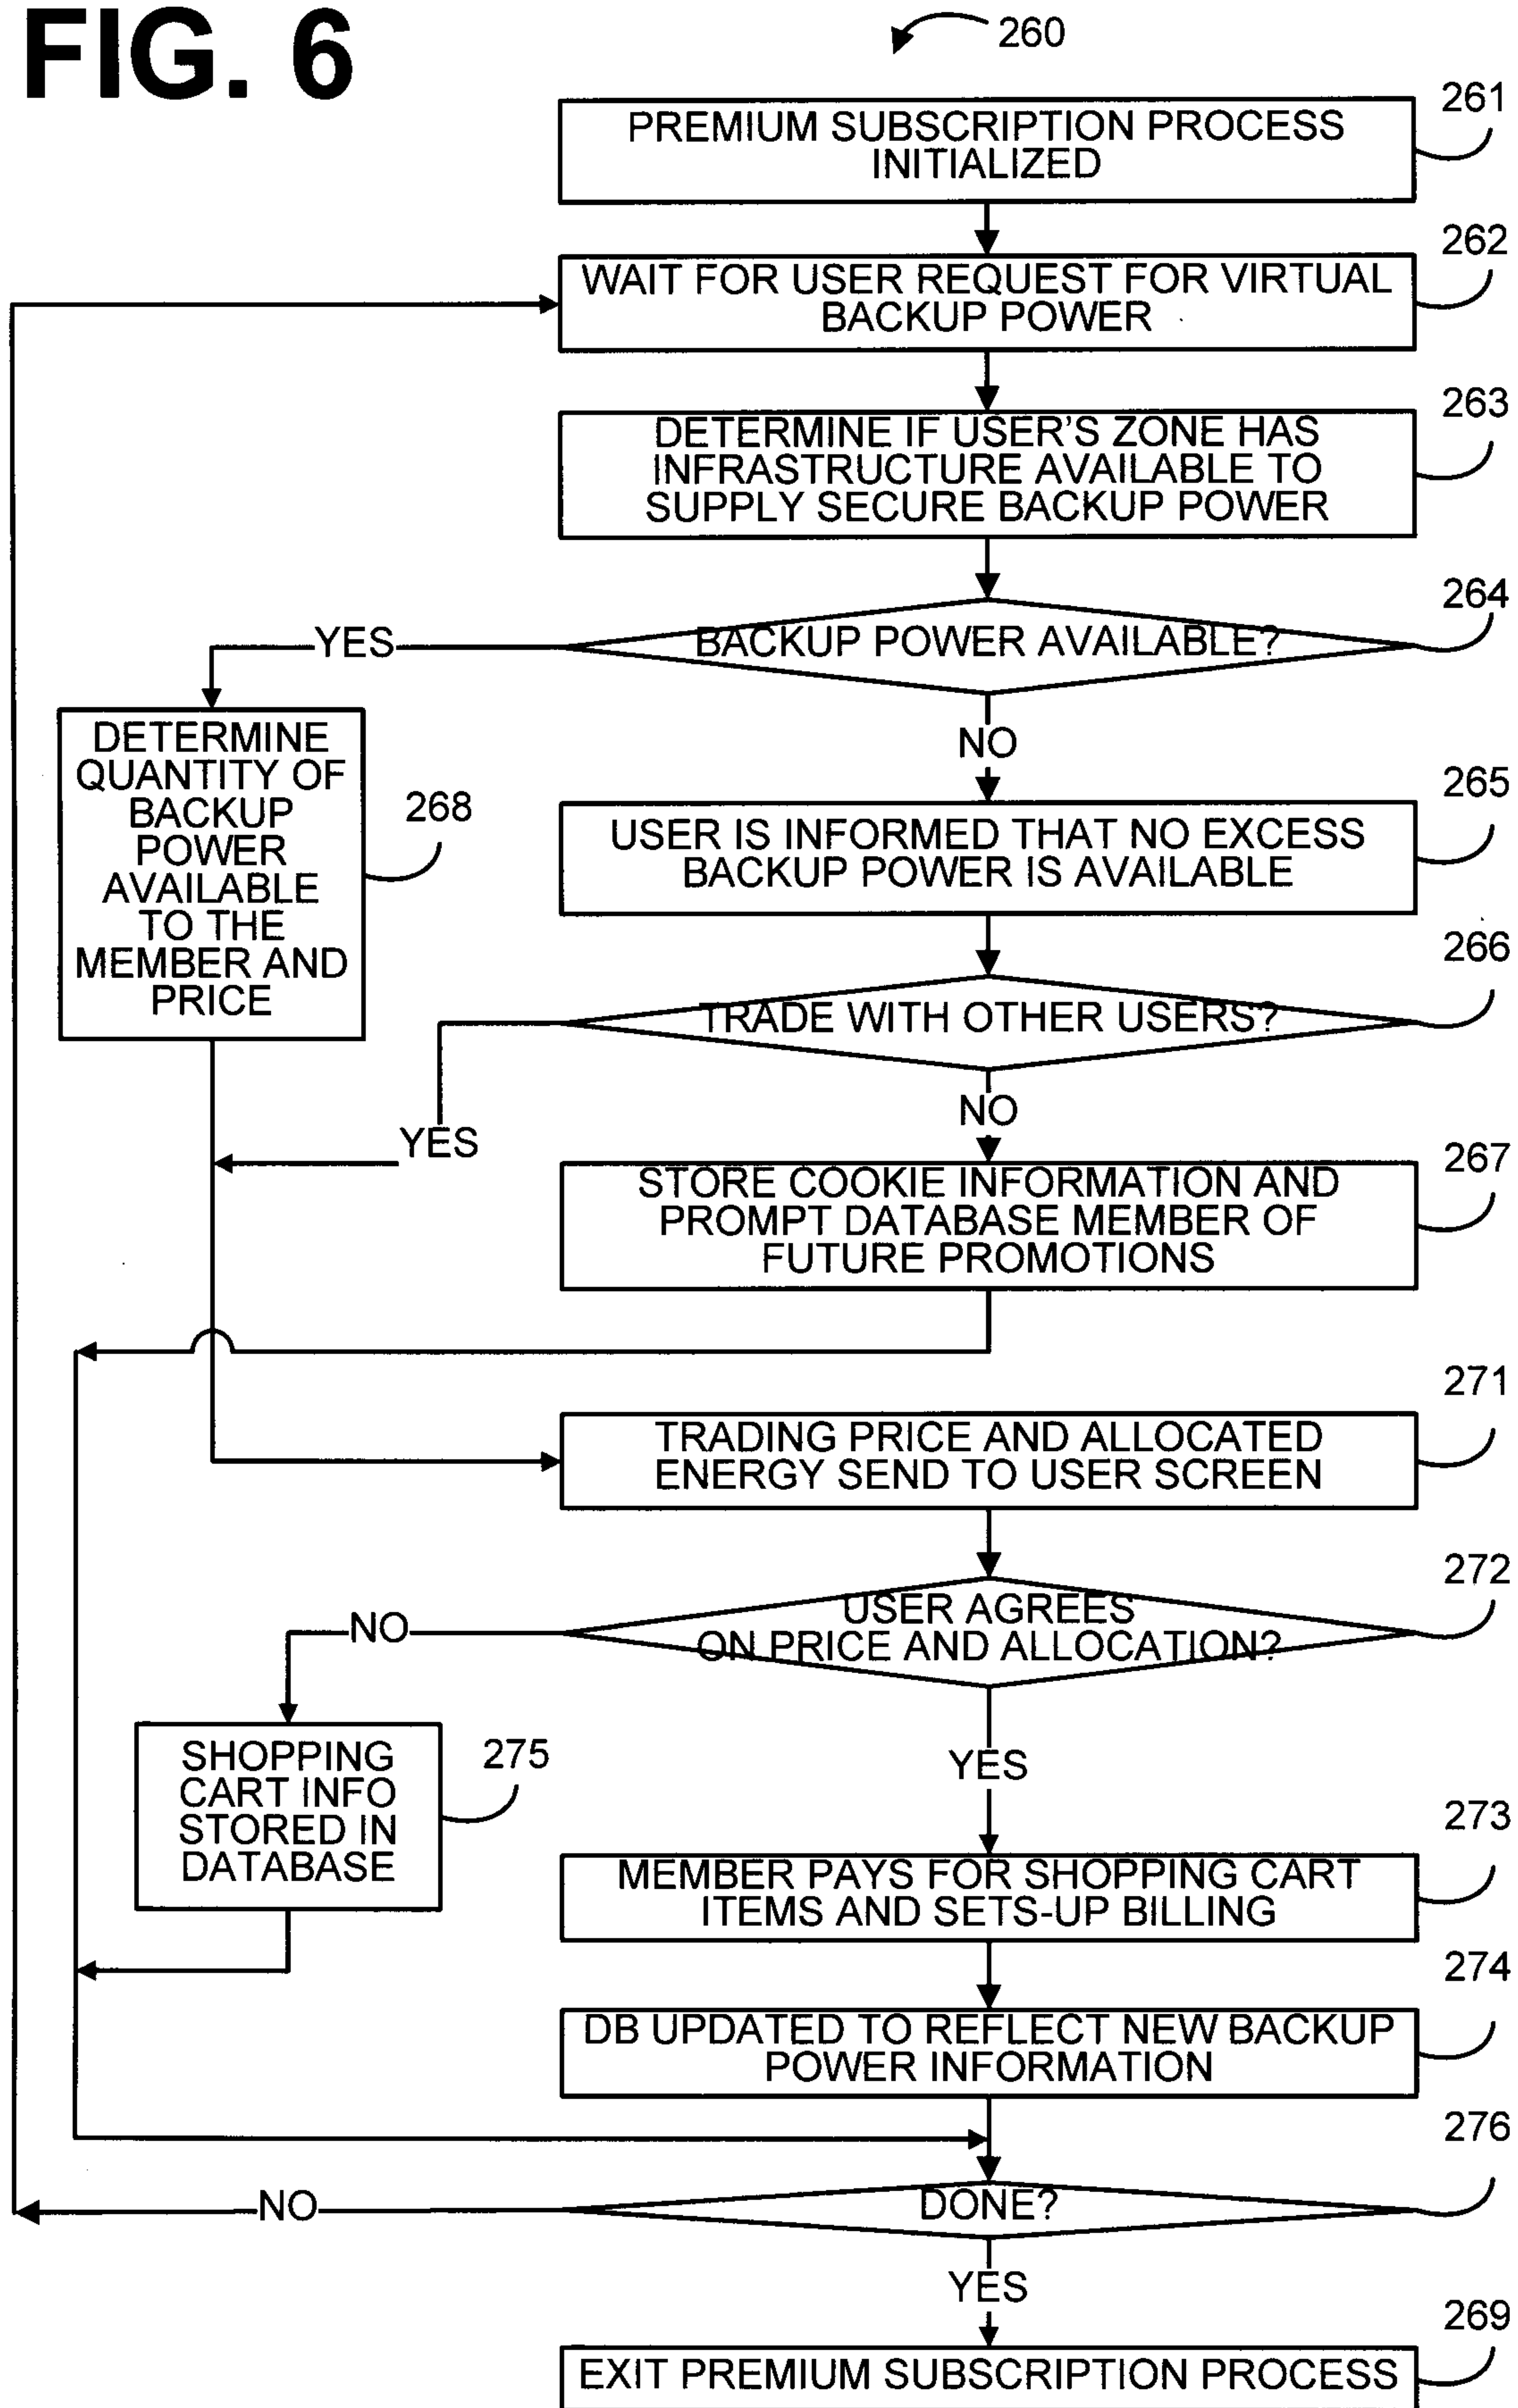 FIG. 6
260
PREMIUM SUBSCRIPTION PROCESS
INITIALIZED
261
WAIT FOR USER REQUEST FOR VIRTUAL
BACKUP POWER
262
DETERMINE IF USER'S ZONE HAS
INFRASTRUCTURE AVAILABLE TO
SUPPLY SECURE BACKUP POWER
263
BACKUP POWER AVAILABLE?
264
YES
NO
DETERMINE
QUANTITY OF
BACKUP
POWER
AVAILABLE
TO THE
MEMBER AND
PRICE
268
USER IS INFORMED THAT NO EXCESS
BACKUP POWER IS AVAILABLE
265
TRADE WITH OTHER USERS?
266
YES
NO
STORE COOKIE INFORMATION AND
PROMPT DATABASE MEMBER OF
FUTURE PROMOTIONS
267
TRADING PRICE AND ALLOCATED
ENERGY SEND TO USER SCREEN
271
USER AGREES
ON PRICE AND ALLOCATION?
272
NO
YES
SHOPPING
CART INFO
STORED IN
DATABASE
275
MEMBER PAYS FOR SHOPPING CART
ITEMS AND SETS-UP BILLING
273
DB UPDATED TO REFLECT NEW BACKUP
POWER INFORMATION
274
DONE?
276
NO
YES
EXIT PREMIUM SUBSCRIPTION PROCESS
269